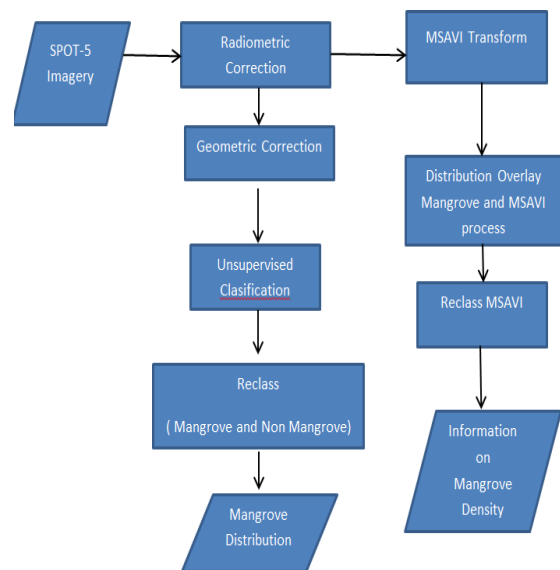 SPOT-5
Imagery
Radiometric
Correction
MSAVI Transform
Geometric Correction
Distribution Overlay
Mangrove and MSAVI
process
Unsupervised
Clasification
Reclass MSAVI
Reclass
( Mangrove and Non Mangrove)
Information
on
Mangrove
Density
Mangrove
Distribution